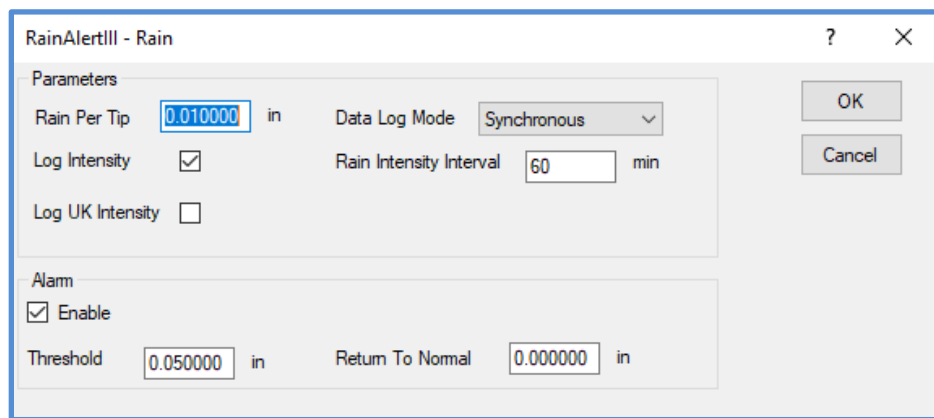 RainAlertIII - Rain ?
Parameters
Rain Per Tip 0.010000 in Data Log Mode Synchronous OK
Log Intensity Rain Intensity Interval 60 min Cancel
Log UK Intensity
Alarm
Enable
Threshold 0.050000 in Return To Normal 0.000000 in